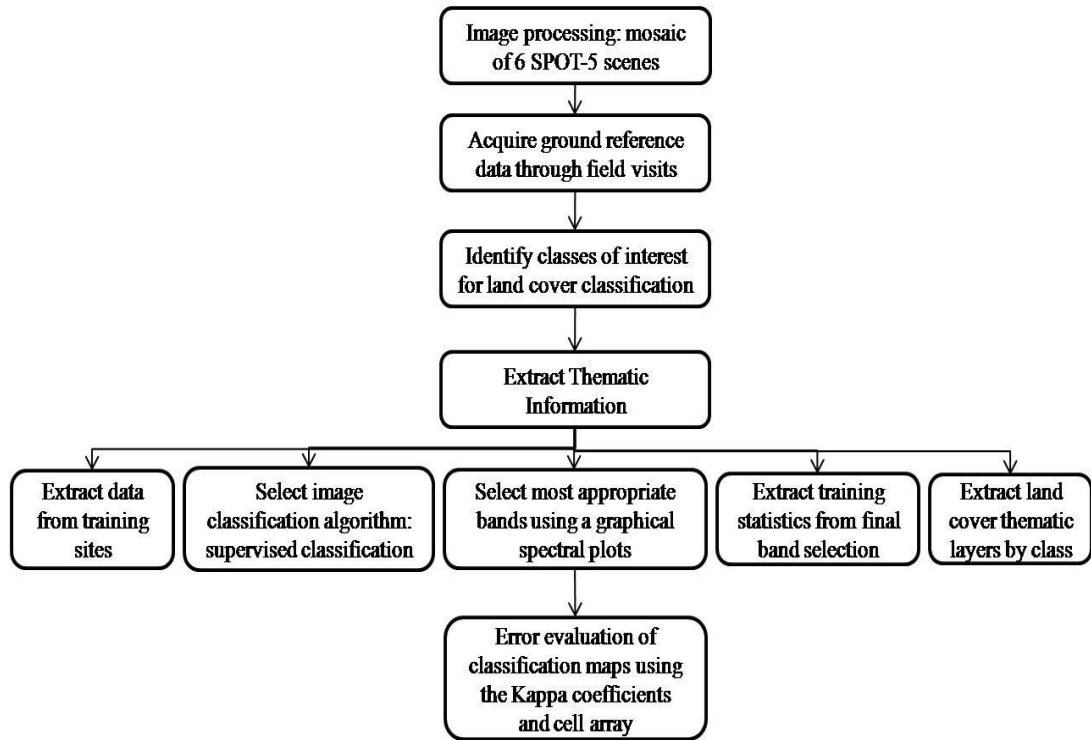 Image processing: mosaic
of 6 SPOT-5 scenes
Acquire ground reference
data through field visits
Identify classes of interest
for land cover classification
Extract Thematic
Information
Extract data
from training
sites
Select image
classification algorithm:
supervised classification
Select most appropriate
bands using a graphical
spectral plots
Extract training
statistics from final
band selection
Extract land
cover thematic
layers by class
Error evaluation of
classification maps using
the Kappa coefficients
and cell array